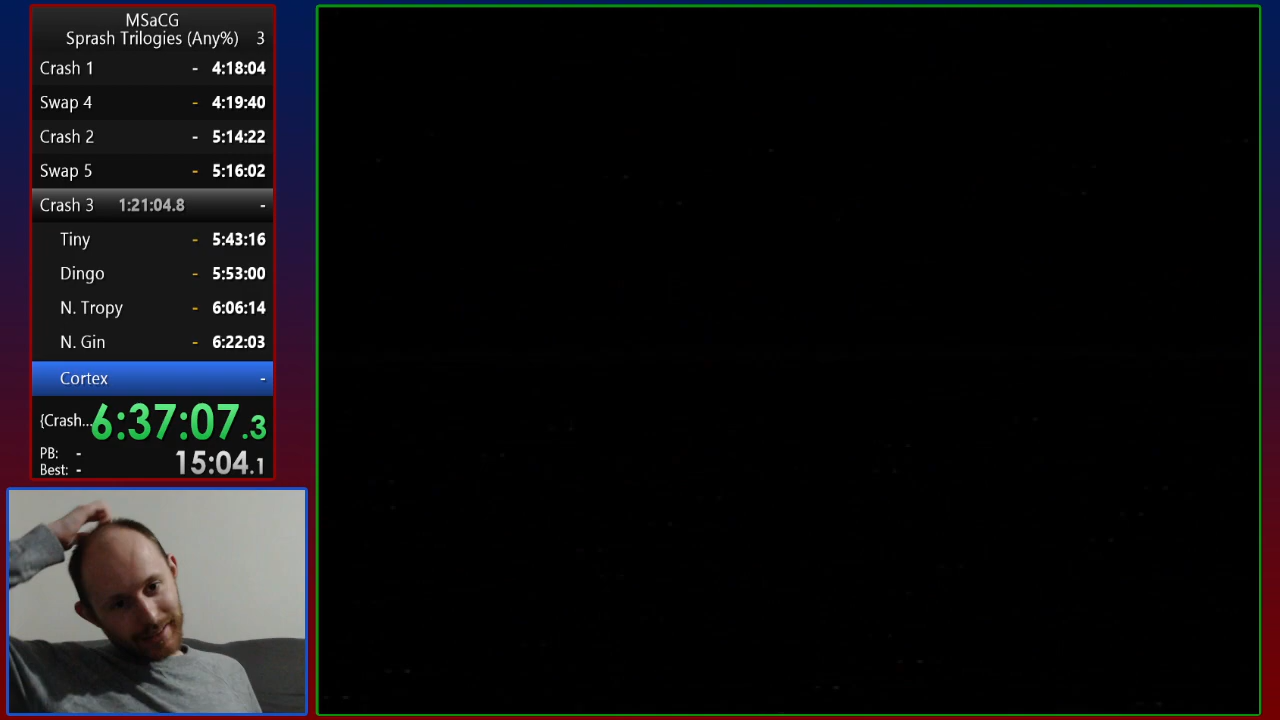 MSaCG
Sprash Trilogies (Any%) 3
Crash 1 - 4:18:04
Swap 4 - 4:19:40
Crash 2 - 5:14:22
Swap 5 - 5:16:02
Crash 3 1:21:04.8 -
Tiny - 5:43:16
Dingo - 5:53:00
N. Tropy - 6:06:14
N. Gin - 6:22:03
Cortex -
{Crash... 6:37:07.3
PB: -
Best: - 15:04.1